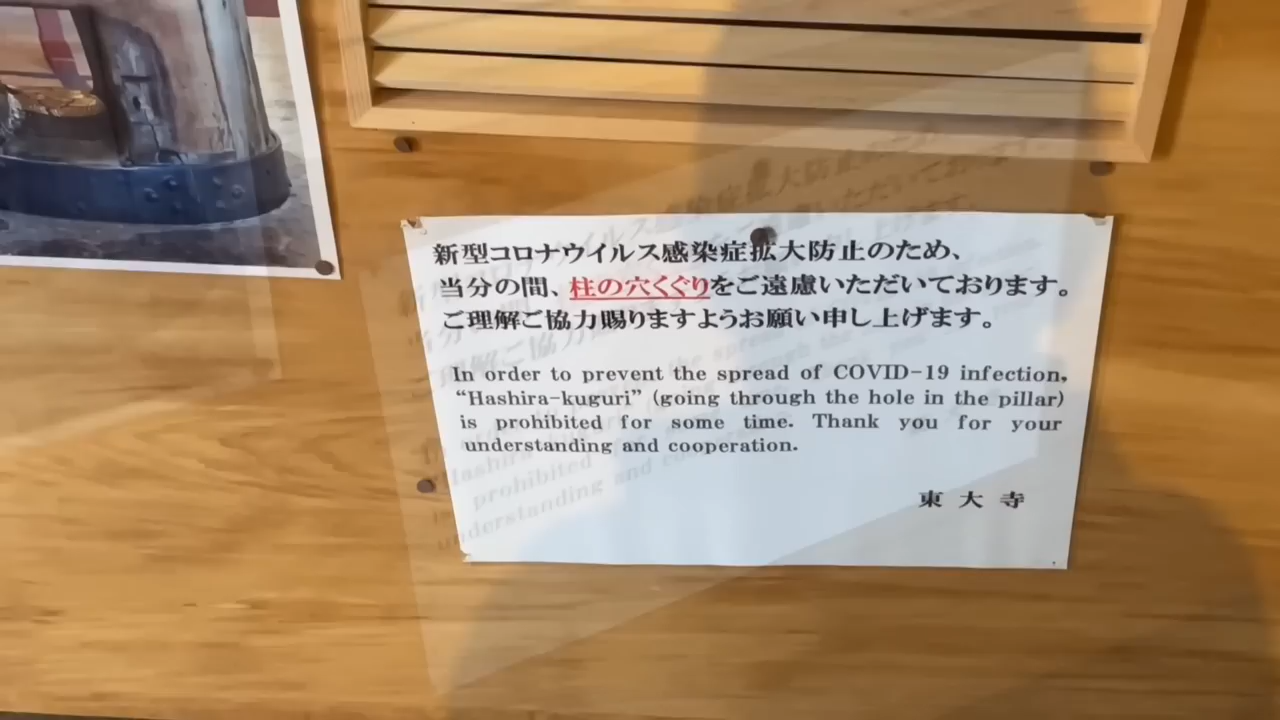 新型コロナウイルス感染症拡大防止のため、
当分の間、柱の穴くぐりをご遠慮いただいております。
ご理解ご協力賜りますようお願い申し上げます。
In order to prevent the spread of COVID-19 infection,
“Hashira-kuguri” (going through the hole in the pillar)
is prohibited for some time. Thank you for your
understanding and cooperation.
東大寺